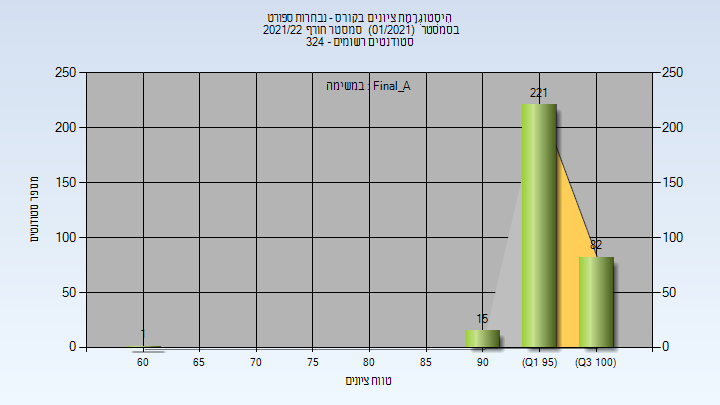 היסטוגרמת ציונים בקורס - נבחרות ספורט
בסמסטר (01/2021) סמסטר חורף 2021/22
סטודנטים רשומים - 324
במשימה : Final_A
250
200
150
100
50
0
250
200
150
100
50
0
מספר סטודנטים
1
15
221
82
60
65
70
75
80
85
90
(Q1 95)
(Q3 100)
טווח ציונים